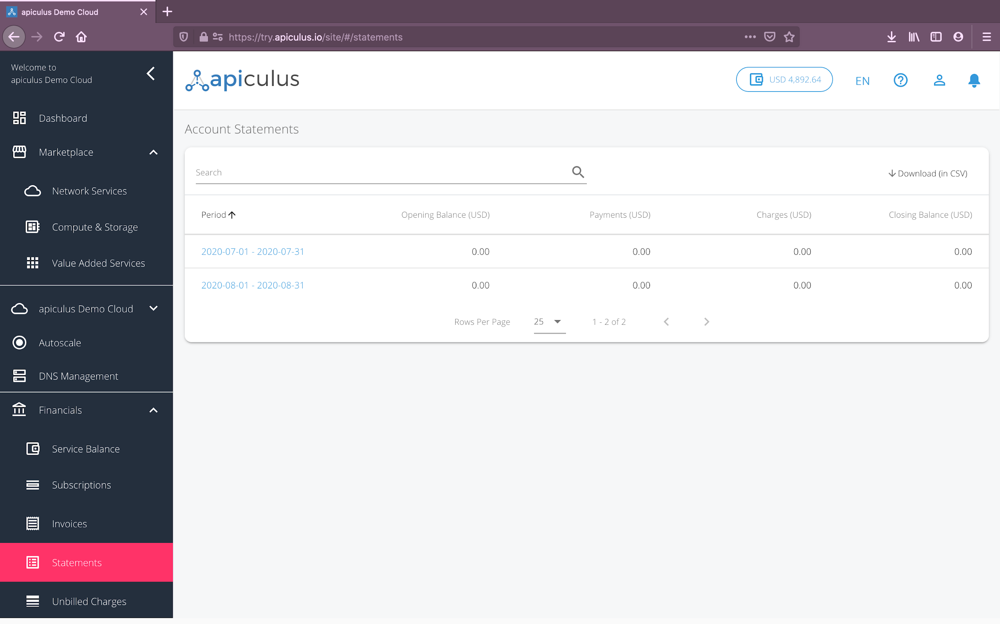 apiculus Demo Cloud
https://try.apiculus.io/site/#/statements
Welcome to
apiculus Demo Cloud
apiculus
USD 4,892.64
EN
Dashboard
Marketplace
Network Services
Compute & Storage
Value Added Services
apiculus Demo Cloud
Autoscale
DNS Management
Financials
Service Balance
Subscriptions
Invoices
Statements
Unbilled Charges
Account Statements
Search
Download (in CSV)
Period Opening Balance (USD) Payments (USD) Charges (USD) Closing Balance (USD)
2020-07-01 - 2020-07-31 0.00 0.00 0.00 0.00
2020-08-01 - 2020-08-31 0.00 0.00 0.00 0.00
Rows Per Page 25 1 - 2 of 2